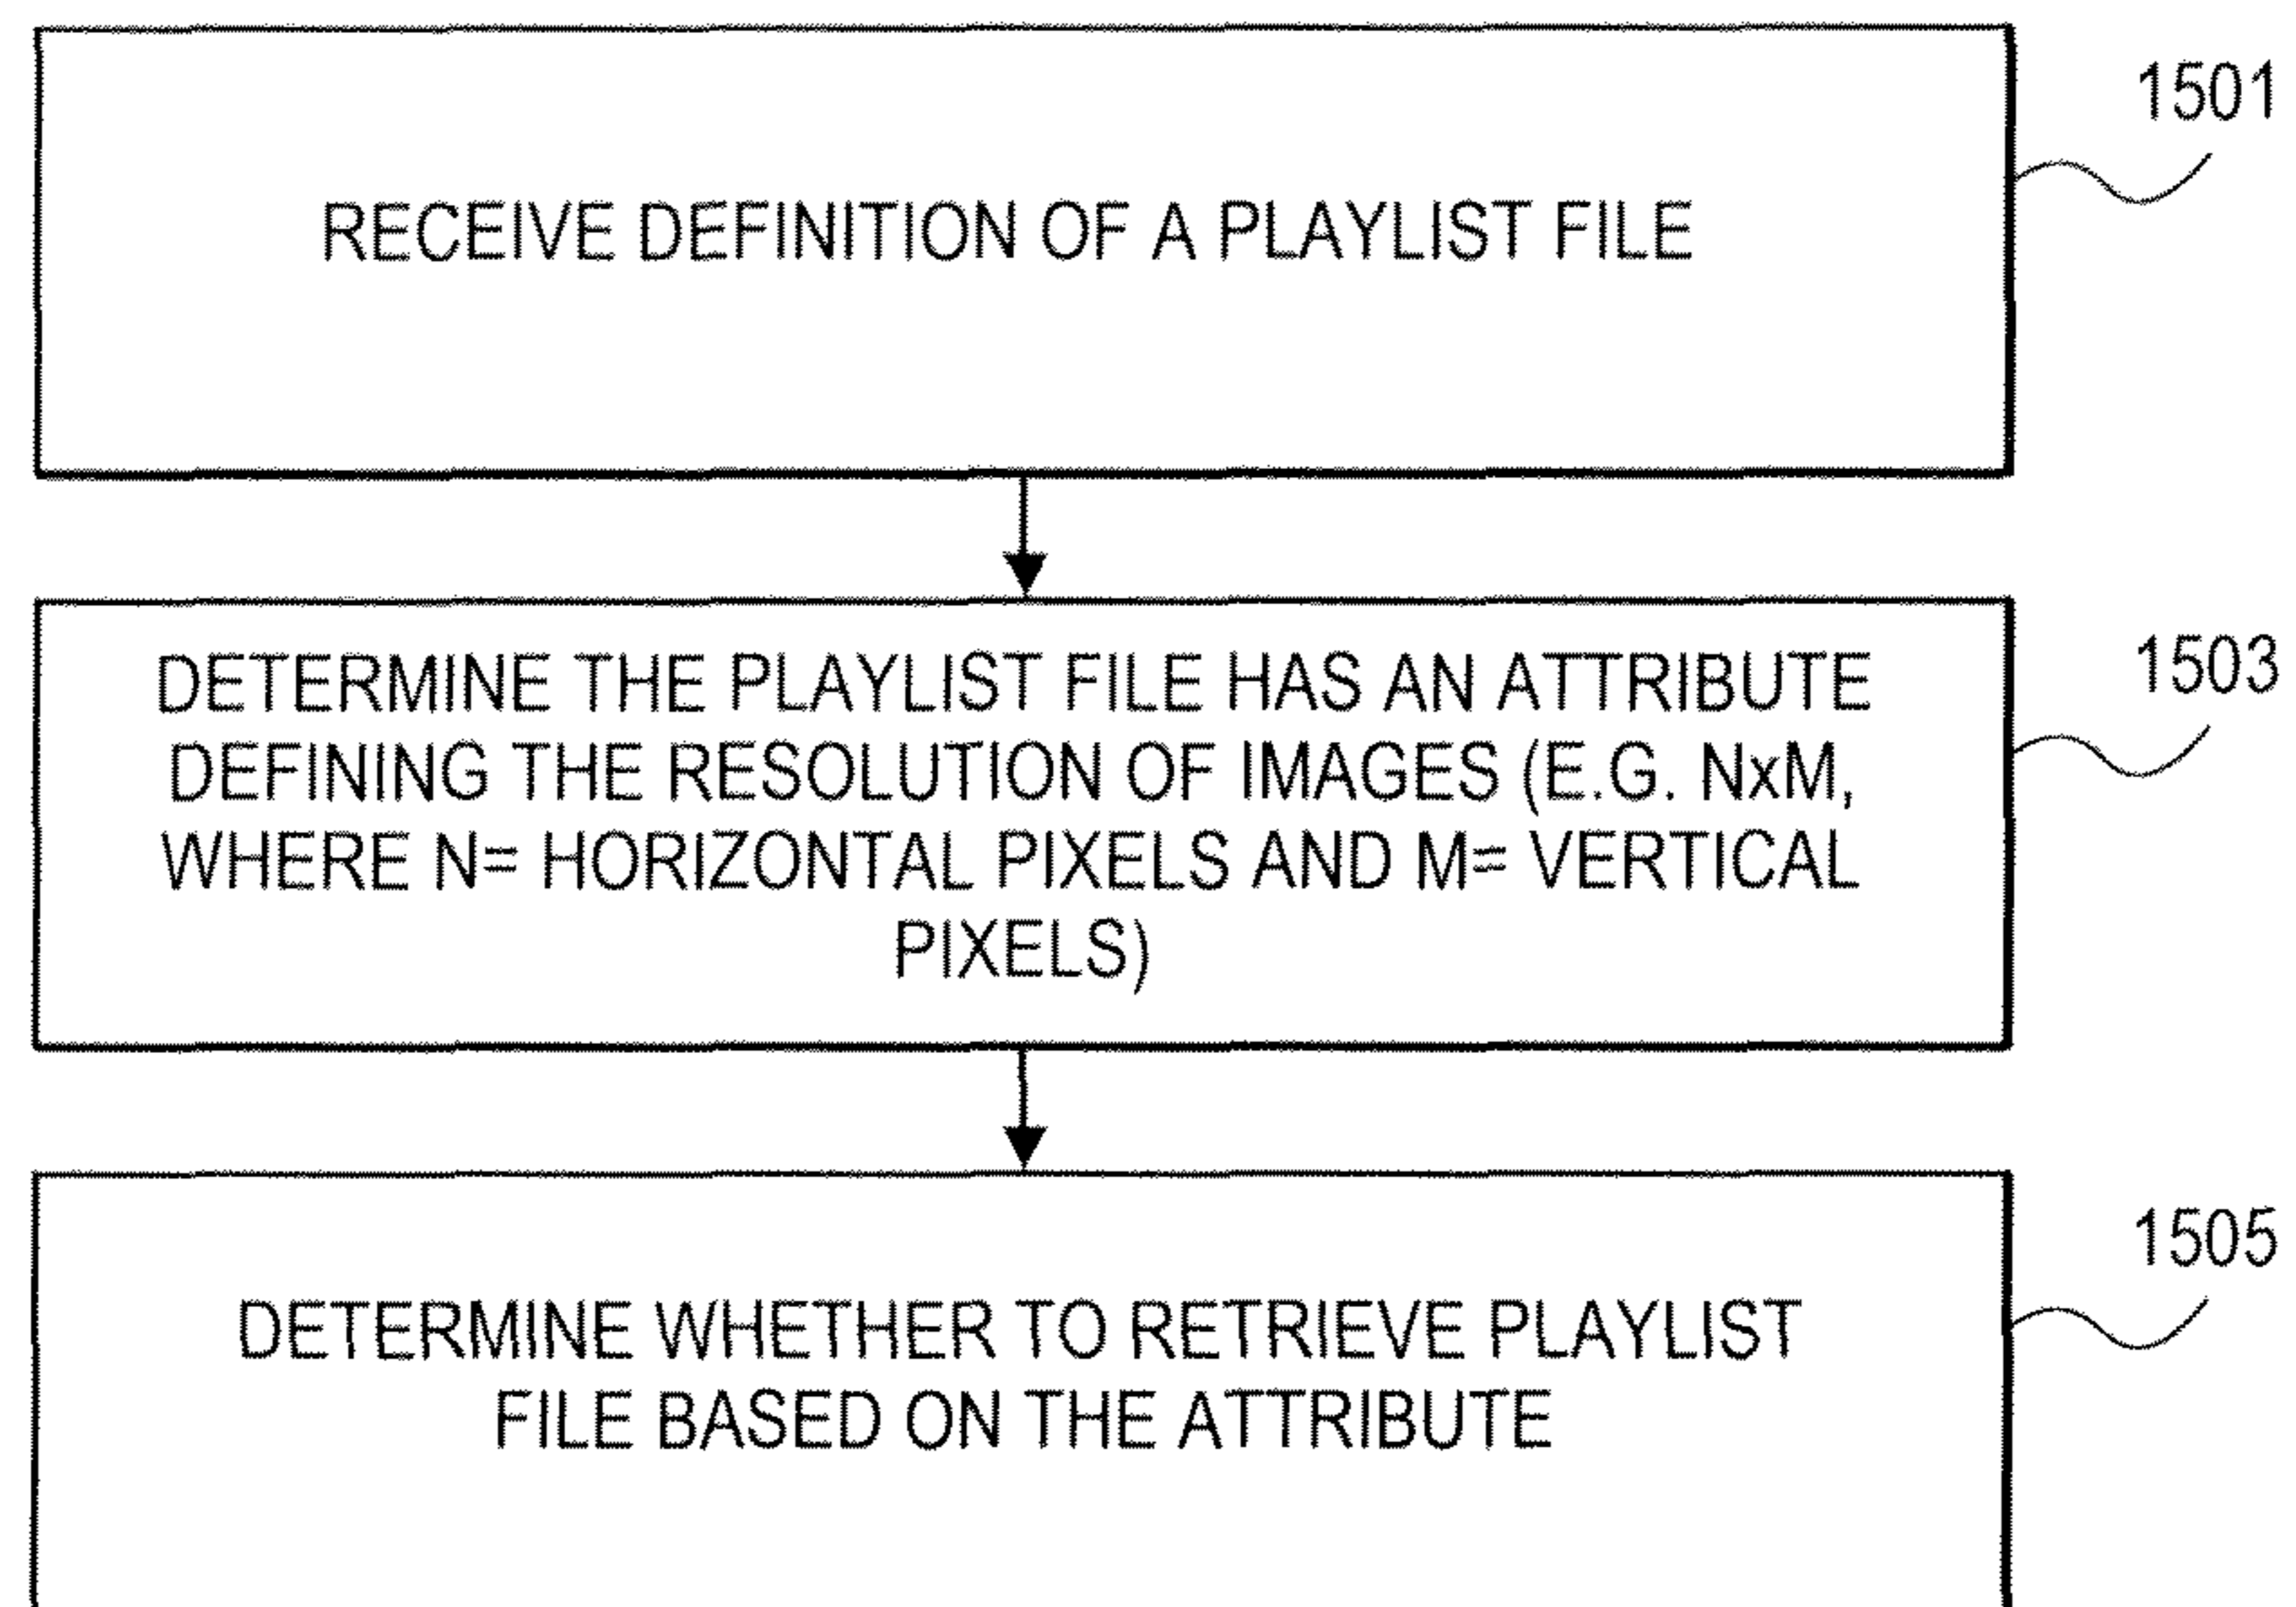 1501
RECEIVE DEFINITION OF A PLAYLIST FILE
1503
DETERMINE THE PLAYLIST FILE HAS AN ATTRIBUTE
DEFINING THE RESOLUTION OF IMAGES (E.G. NxM,
WHERE N= HORIZONTAL PIXELS AND M= VERTICAL
PIXELS)
1505
DETERMINE WHETHER TO RETRIEVE PLAYLIST
FILE BASED ON THE ATTRIBUTE